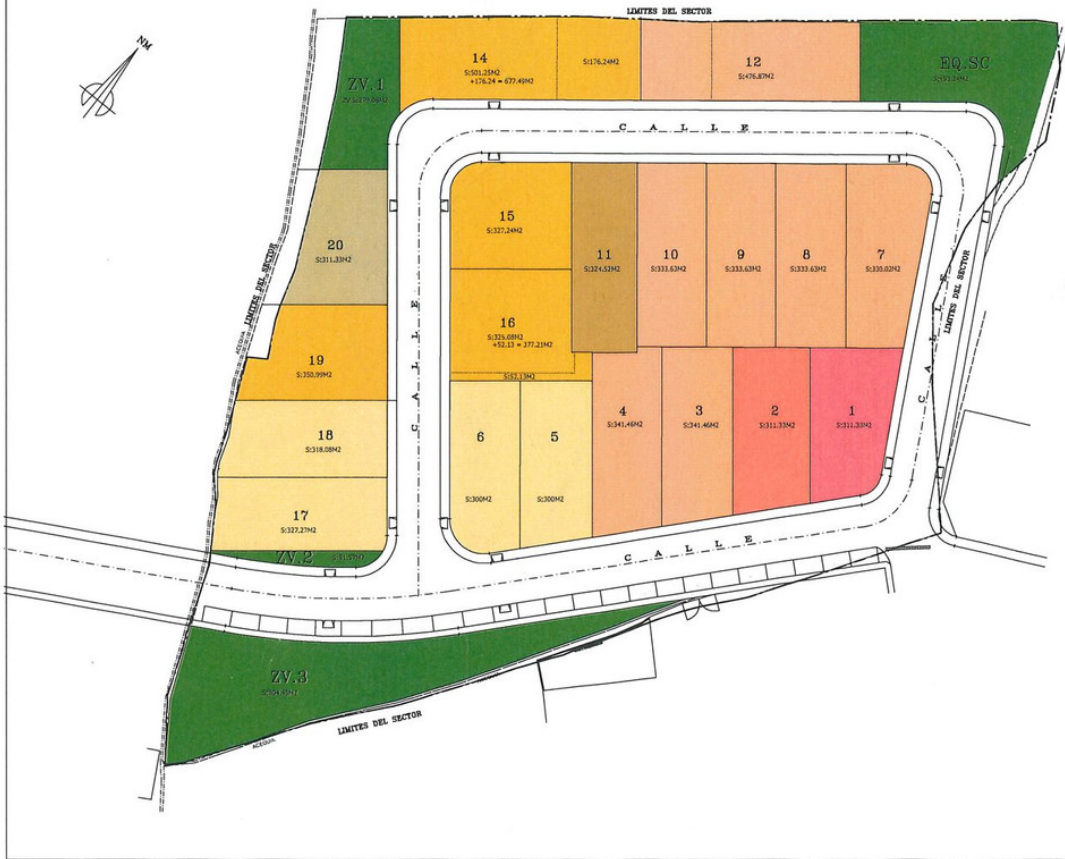 LIMITES DEL SECTOR
NM
14
S:501.25M2
+176.24 = 677.49M2
S:176.24M2
12
S:476.87M2
EQ.SC
ZV.1
CALLE
15
S:327.24M2
11
S:324.52M2
10
S:333.63M2
9
S:333.63M2
8
S:333.63M2
7
S:330.02M2
20
S:311.33M2
LIMITES DEL SECTOR
ACEQUIA
CALLE
CALLE
LIMITES DEL SECTOR
16
S:325.08M2
+52.13 = 377.21M2
S:52.13M2
19
S:350.99M2
18
S:318.08M2
17
S:327.27M2
6
S:300M2
5
S:300M2
4
S:341.46M2
3
S:341.46M2
2
S:311.33M2
1
S:311.33M2
ZV.2
CALLE
ZV.3
LIMITES DEL SECTOR
ACEQUIA